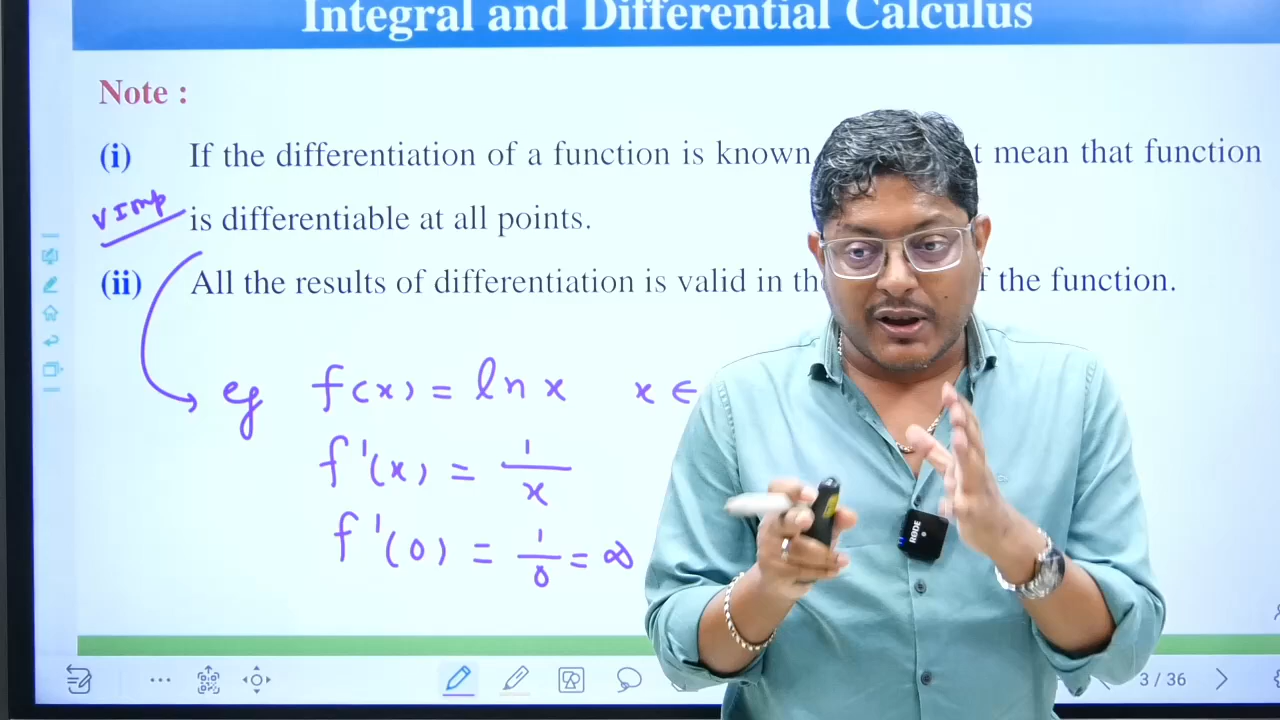 Integral and Differential Calculus
Note :
(i) If the differentiation of a function is known t mean that function
V Imp is differentiable at all points.
(ii) All the results of differentiation is valid in th f the function.
eg f(x) = ln x x ∈
f'(x) = 1/x
f'(0) = 1/0 = ∞
RODE
3 / 36